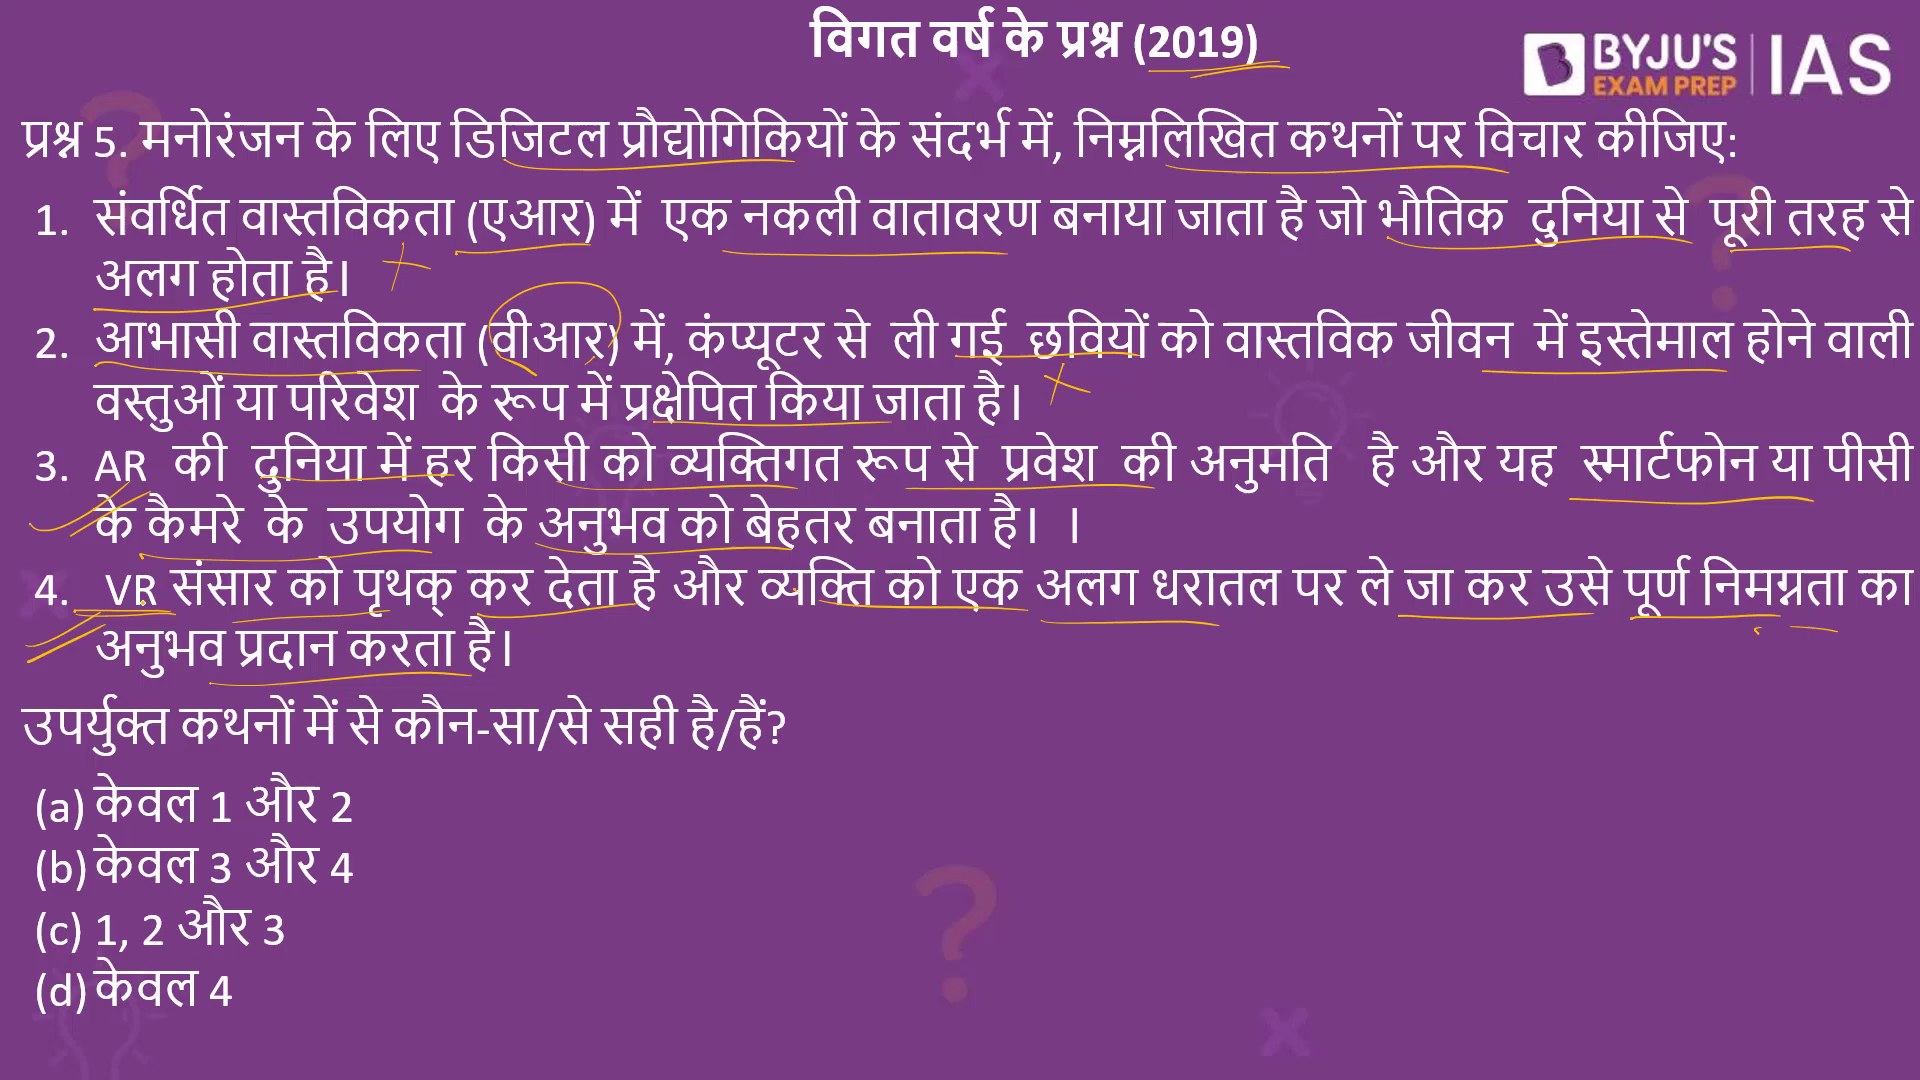 विगत वर्ष के प्रश्न (2019)
BYJU'S
EXAM PREP
IAS
प्रश्न 5. मनोरंजन के लिए डिजिटल प्रौद्योगिकियों के संदर्भ में, निम्नलिखित कथनों पर विचार कीजिए:
1. संवर्धित वास्तविकता (एआर) में एक नकली वातावरण बनाया जाता है जो भौतिक दुनिया से पूरी तरह से
अलग होता है।
2. आभासी वास्तविकता (वीआर) में, कंप्यूटर से ली गई छवियों को वास्तविक जीवन में इस्तेमाल होने वाली
वस्तुओं या परिवेश के रूप में प्रक्षेपित किया जाता है।
3. AR की दुनिया में हर किसी को व्यक्तिगत रूप से प्रवेश की अनुमति है और यह स्मार्टफोन या पीसी
के कैमरे के उपयोग के अनुभव को बेहतर बनाता है। ।
4. VR संसार को पृथक् कर देता है और व्यक्ति को एक अलग धरातल पर ले जा कर उसे पूर्ण निमग्नता का
अनुभव प्रदान करता है।
उपर्युक्त कथनों में से कौन-सा/से सही है/हैं?
(a) केवल 1 और 2
(b) केवल 3 और 4
(c) 1, 2 और 3
(d) केवल 4